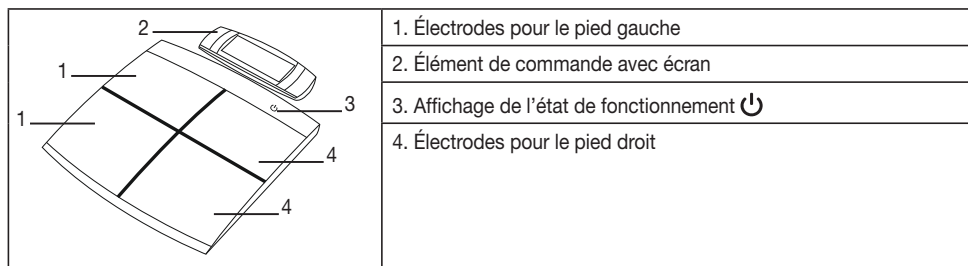 2
1
1
3
4
4
1. Électrodes pour le pied gauche
2. Élément de commande avec écran
3. Affichage de l'état de fonctionnement
4. Électrodes pour le pied droit